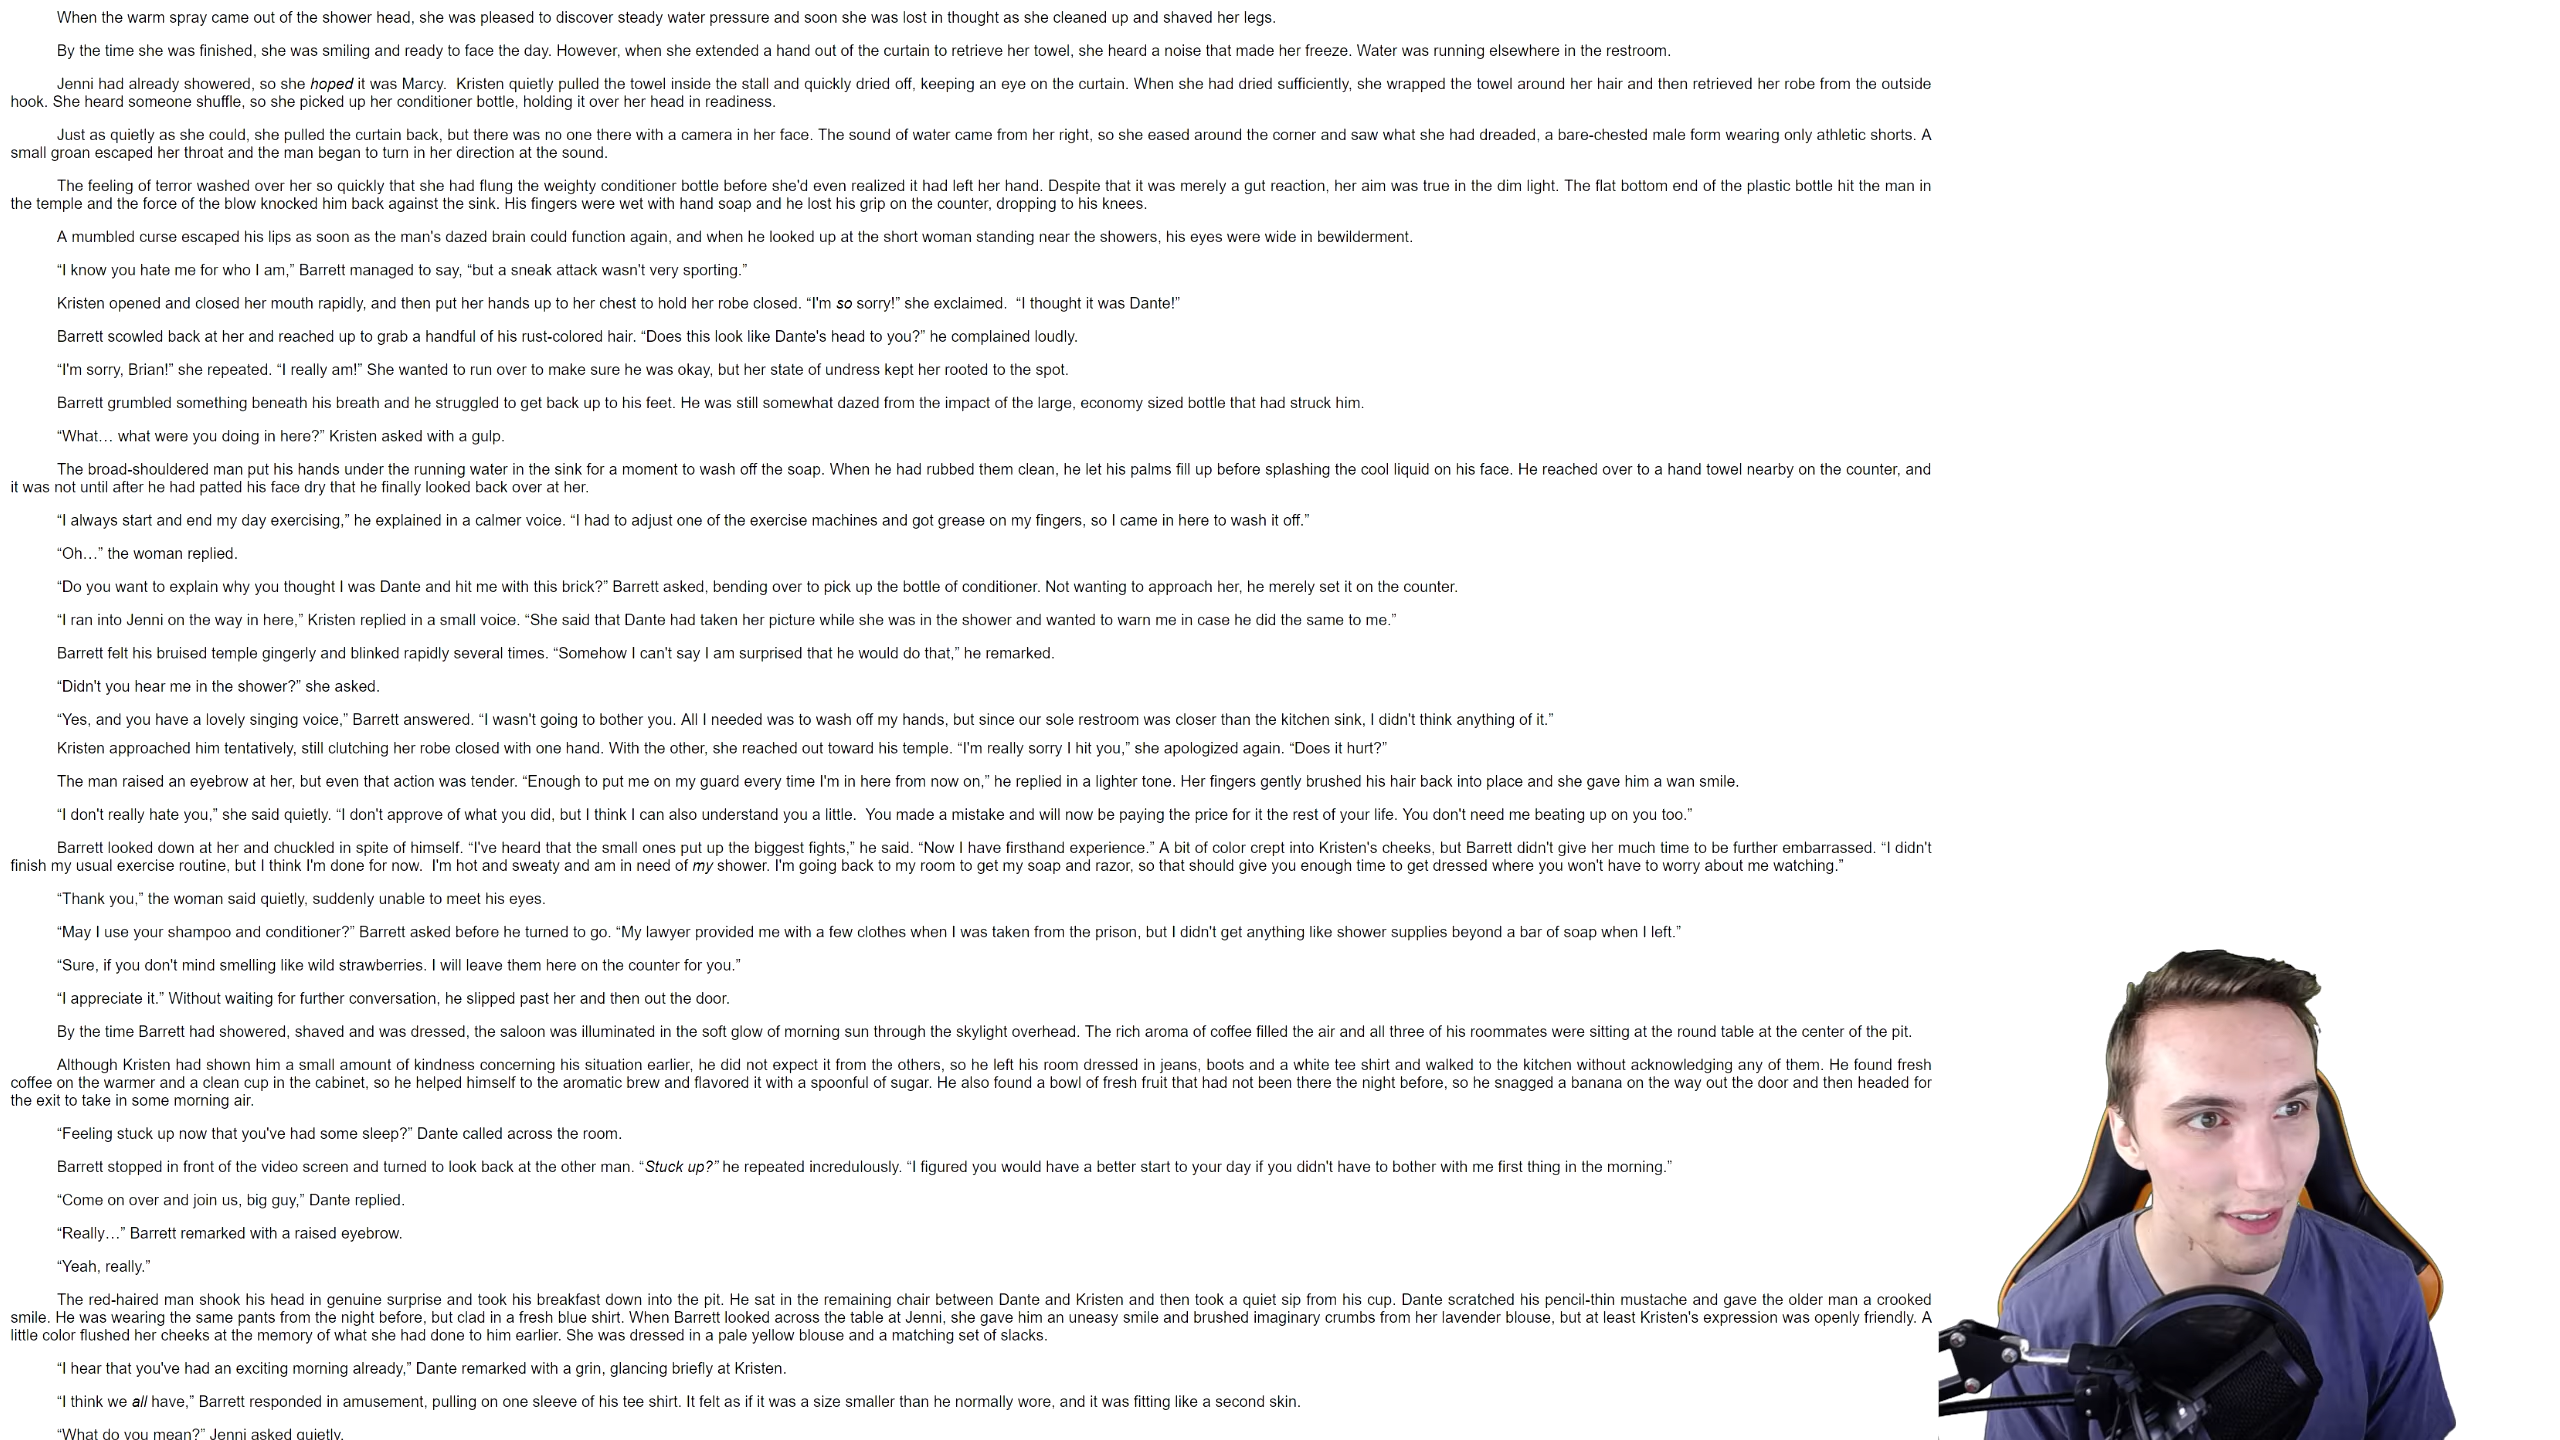 When the warm spray came out of the shower head, she was pleased to discover steady water pressure and soon she was lost in thought as she cleaned up and shaved her legs.
By the time she was finished, she was smiling and ready to face the day. However, when she extended a hand out of the curtain to retrieve her towel, she heard a noise that made her freeze. Water was running elsewhere in the restroom.
Jenni had already showered, so she hoped it was Marcy.  Kristen quietly pulled the towel inside the stall and quickly dried off, keeping an eye on the curtain. When she had dried sufficiently, she wrapped the towel around her hair and then retrieved her robe from the outside
hook. She heard someone shuffle, so she picked up her conditioner bottle, holding it over her head in readiness.
Just as quietly as she could, she pulled the curtain back, but there was no one there with a camera in her face. The sound of water came from her right, so she eased around the corner and saw what she had dreaded, a bare-chested male form wearing only athletic shorts. A
small groan escaped her throat and the man began to turn in her direction at the sound.
The feeling of terror washed over her so quickly that she had flung the weighty conditioner bottle before she'd even realized it had left her hand. Despite that it was merely a gut reaction, her aim was true in the dim light. The flat bottom end of the plastic bottle hit the man in
the temple and the force of the blow knocked him back against the sink. His fingers were wet with hand soap and he lost his grip on the counter, dropping to his knees.
A mumbled curse escaped his lips as soon as the man's dazed brain could function again, and when he looked up at the short woman standing near the showers, his eyes were wide in bewilderment.
“I know you hate me for who I am,” Barrett managed to say, “but a sneak attack wasn't very sporting.”
Kristen opened and closed her mouth rapidly, and then put her hands up to her chest to hold her robe closed. “I'm so sorry!” she exclaimed.  “I thought it was Dante!”
Barrett scowled back at her and reached up to grab a handful of his rust-colored hair. “Does this look like Dante's head to you?” he complained loudly.
“I'm sorry, Brian!” she repeated. “I really am!” She wanted to run over to make sure he was okay, but her state of undress kept her rooted to the spot.
Barrett grumbled something beneath his breath and he struggled to get back up to his feet. He was still somewhat dazed from the impact of the large, economy sized bottle that had struck him.
“What… what were you doing in here?” Kristen asked with a gulp.
The broad-shouldered man put his hands under the running water in the sink for a moment to wash off the soap. When he had rubbed them clean, he let his palms fill up before splashing the cool liquid on his face. He reached over to a hand towel nearby on the counter, and
it was not until after he had patted his face dry that he finally looked back over at her.
“I always start and end my day exercising,” he explained in a calmer voice. “I had to adjust one of the exercise machines and got grease on my fingers, so I came in here to wash it off.”
“Oh…” the woman replied.
“Do you want to explain why you thought I was Dante and hit me with this brick?” Barrett asked, bending over to pick up the bottle of conditioner. Not wanting to approach her, he merely set it on the counter.
“I ran into Jenni on the way in here,” Kristen replied in a small voice. “She said that Dante had taken her picture while she was in the shower and wanted to warn me in case he did the same to me.”
Barrett felt his bruised temple gingerly and blinked rapidly several times. “Somehow I can't say I am surprised that he would do that,” he remarked.
“Didn't you hear me in the shower?” she asked.
“Yes, and you have a lovely singing voice,” Barrett answered. “I wasn't going to bother you. All I needed was to wash off my hands, but since our sole restroom was closer than the kitchen sink, I didn't think anything of it.”
Kristen approached him tentatively, still clutching her robe closed with one hand. With the other, she reached out toward his temple. “I'm really sorry I hit you,” she apologized again. “Does it hurt?”
The man raised an eyebrow at her, but even that action was tender. “Enough to put me on my guard every time I'm in here from now on,” he replied in a lighter tone. Her fingers gently brushed his hair back into place and she gave him a wan smile.
“I don't really hate you,” she said quietly. “I don't approve of what you did, but I think I can also understand you a little.  You made a mistake and will now be paying the price for it the rest of your life. You don't need me beating up on you too.”
Barrett looked down at her and chuckled in spite of himself. “I've heard that the small ones put up the biggest fights,” he said. “Now I have firsthand experience.” A bit of color crept into Kristen's cheeks, but Barrett didn't give her much time to be further embarrassed. “I didn't
finish my usual exercise routine, but I think I'm done for now.  I'm hot and sweaty and am in need of my shower. I'm going back to my room to get my soap and razor, so that should give you enough time to get dressed where you won't have to worry about me watching.”
“Thank you,” the woman said quietly, suddenly unable to meet his eyes.
“May I use your shampoo and conditioner?” Barrett asked before he turned to go. “My lawyer provided me with a few clothes when I was taken from the prison, but I didn't get anything like shower supplies beyond a bar of soap when I left.”
“Sure, if you don't mind smelling like wild strawberries. I will leave them here on the counter for you.”
“I appreciate it.” Without waiting for further conversation, he slipped past her and then out the door.
By the time Barrett had showered, shaved and was dressed, the saloon was illuminated in the soft glow of morning sun through the skylight overhead. The rich aroma of coffee filled the air and all three of his roommates were sitting at the round table at the center of the pit.
Although Kristen had shown him a small amount of kindness concerning his situation earlier, he did not expect it from the others, so he left his room dressed in jeans, boots and a white tee shirt and walked to the kitchen without acknowledging any of them. He found fresh
coffee on the warmer and a clean cup in the cabinet, so he helped himself to the aromatic brew and flavored it with a spoonful of sugar. He also found a bowl of fresh fruit that had not been there the night before, so he snagged a banana on the way out the door and then headed for
the exit to take in some morning air.
“Feeling stuck up now that you've had some sleep?” Dante called across the room.
Barrett stopped in front of the video screen and turned to look back at the other man. “Stuck up?” he repeated incredulously. “I figured you would have a better start to your day if you didn't have to bother with me first thing in the morning.”
“Come on over and join us, big guy,” Dante replied.
“Really…” Barrett remarked with a raised eyebrow.
“Yeah, really.”
The red-haired man shook his head in genuine surprise and took his breakfast down into the pit. He sat in the remaining chair between Dante and Kristen and then took a quiet sip from his cup. Dante scratched his pencil-thin mustache and gave the older man a crooked
smile. He was wearing the same pants from the night before, but clad in a fresh blue shirt. When Barrett looked across the table at Jenni, she gave him an uneasy smile and brushed imaginary crumbs from her lavender blouse, but at least Kristen's expression was openly friendly. A
little color flushed her cheeks at the memory of what she had done to him earlier. She was dressed in a pale yellow blouse and a matching set of slacks.
“I hear that you've had an exciting morning already,” Dante remarked with a grin, glancing briefly at Kristen.
“I think we all have,” Barrett responded in amusement, pulling on one sleeve of his tee shirt. It felt as if it was a size smaller than he normally wore, and it was fitting like a second skin.
“What do you mean?” Jenni asked quietly.